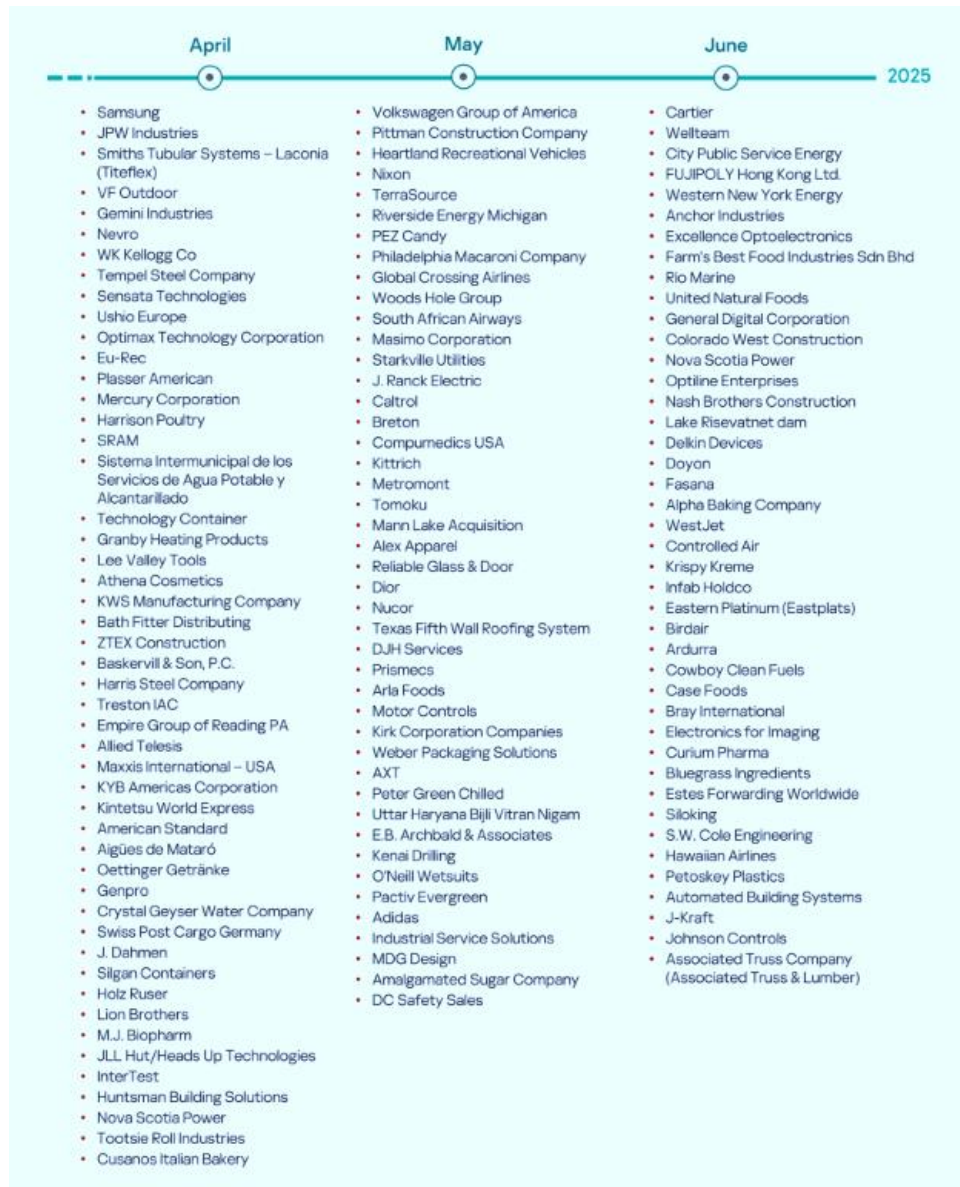 April
May
June
2025
• Samsung
• JPW Industries
• Smiths Tubular Systems – Laconia
(Titeflex)
• VF Outdoor
• Gemini Industries
• Nevro
• WK Kellogg Co
• Tempel Steel Company
• Sensata Technologies
• Ushio Europe
• Optimax Technology Corporation
• Eu-Rec
• Plasser American
• Mercury Corporation
• Harrison Poultry
• SRAM
• Sistema Intermunicipal de los
Servicios de Agua Potable y
Alcantarillado
• Technology Container
• Granby Heating Products
• Lee Valley Tools
• Athena Cosmetics
• KWS Manufacturing Company
• Bath Fitter Distributing
• ZTEX Construction
• Baskervill & Son, P.C.
• Harris Steel Company
• Treston IAC
• Empire Group of Reading PA
• Allied Telesis
• Maxxis International – USA
• KYB Americas Corporation
• Kintetsu World Express
• American Standard
• Aigües de Mataró
• Oettinger Getränke
• Genpro
• Crystal Geyser Water Company
• Swiss Post Cargo Germany
• J. Dahmen
• Silgan Containers
• Holz Ruser
• Lion Brothers
• M.J. Biopharm
• JLL Hut/Heads Up Technologies
• InterTest
• Huntsman Building Solutions
• Nova Scotia Power
• Tootsie Roll Industries
• Cusanos Italian Bakery
• Volkswagen Group of America
• Pittman Construction Company
• Heartland Recreational Vehicles
• Nixon
• TerraSource
• Riverside Energy Michigan
• PEZ Candy
• Philadelphia Macaroni Company
• Global Crossing Airlines
• Woods Hole Group
• South African Airways
• Masimo Corporation
• Starkville Utilities
• J. Ranck Electric
• Caltrol
• Breton
• Compumedics USA
• Kittrich
• Metromont
• Tomoku
• Mann Lake Acquisition
• Alex Apparel
• Reliable Glass & Door
• Dior
• Nucor
• Texas Fifth Wall Roofing System
• DJH Services
• Prismecs
• Arla Foods
• Motor Controls
• Kirk Corporation Companies
• Weber Packaging Solutions
• AXT
• Peter Green Chilled
• Uttar Haryana Bijli Vitran Nigam
• E.B. Archbald & Associates
• Kenai Drilling
• O'Neill Wetsuits
• Pactiv Evergreen
• Adidas
• Industrial Service Solutions
• MDG Design
• Amalgamated Sugar Company
• DC Safety Sales
• Cartier
• Wellteam
• City Public Service Energy
• FUJIPOLY Hong Kong Ltd.
• Western New York Energy
• Anchor Industries
• Excellence Optoelectronics
• Farm's Best Food Industries Sdn Bhd
• Rio Marine
• United Natural Foods
• General Digital Corporation
• Colorado West Construction
• Nova Scotia Power
• Optiline Enterprises
• Nash Brothers Construction
• Lake Risevatnet dam
• Delkin Devices
• Doyon
• Fasana
• Alpha Baking Company
• WestJet
• Controlled Air
• Krispy Kreme
• Infab Holdco
• Eastern Platinum (Eastplats)
• Birdair
• Ardurra
• Cowboy Clean Fuels
• Case Foods
• Bray International
• Electronics for Imaging
• Curium Pharma
• Bluegrass Ingredients
• Estes Forwarding Worldwide
• Siloking
• S.W. Cole Engineering
• Hawaiian Airlines
• Petoskey Plastics
• Automated Building Systems
• J-Kraft
• Johnson Controls
• Associated Truss Company
(Associated Truss & Lumber)